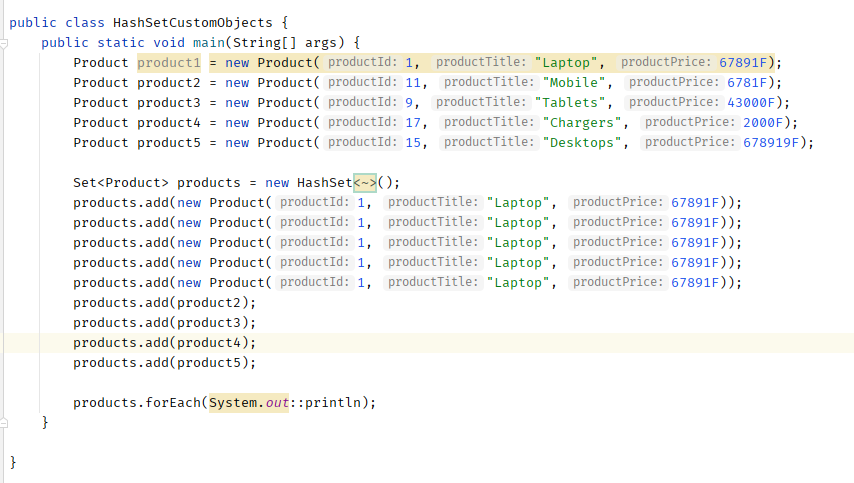 public class HashSetCustomObjects {
public static void main(String[] args) {
Product product1 = new Product( productId: 1, productTitle: "Laptop", productPrice: 67891F);
Product product2 = new Product( productId: 11, productTitle: "Mobile", productPrice: 6781F);
Product product3 = new Product( productId: 9, productTitle: "Tablets", productPrice: 43000F);
Product product4 = new Product( productId: 17, productTitle: "Chargers", productPrice: 2000F);
Product product5 = new Product( productId: 15, productTitle: "Desktops", productPrice: 678919F);
Set<Product> products = new HashSet<~>();
products.add(new Product( productId: 1, productTitle: "Laptop", productPrice: 67891F));
products.add(new Product( productId: 1, productTitle: "Laptop", productPrice: 67891F));
products.add(new Product( productId: 1, productTitle: "Laptop", productPrice: 67891F));
products.add(new Product( productId: 1, productTitle: "Laptop", productPrice: 67891F));
products.add(new Product( productId: 1, productTitle: "Laptop", productPrice: 67891F));
products.add(product2);
products.add(product3);
products.add(product4);
products.add(product5);
products.forEach(System.out::println);
}
}